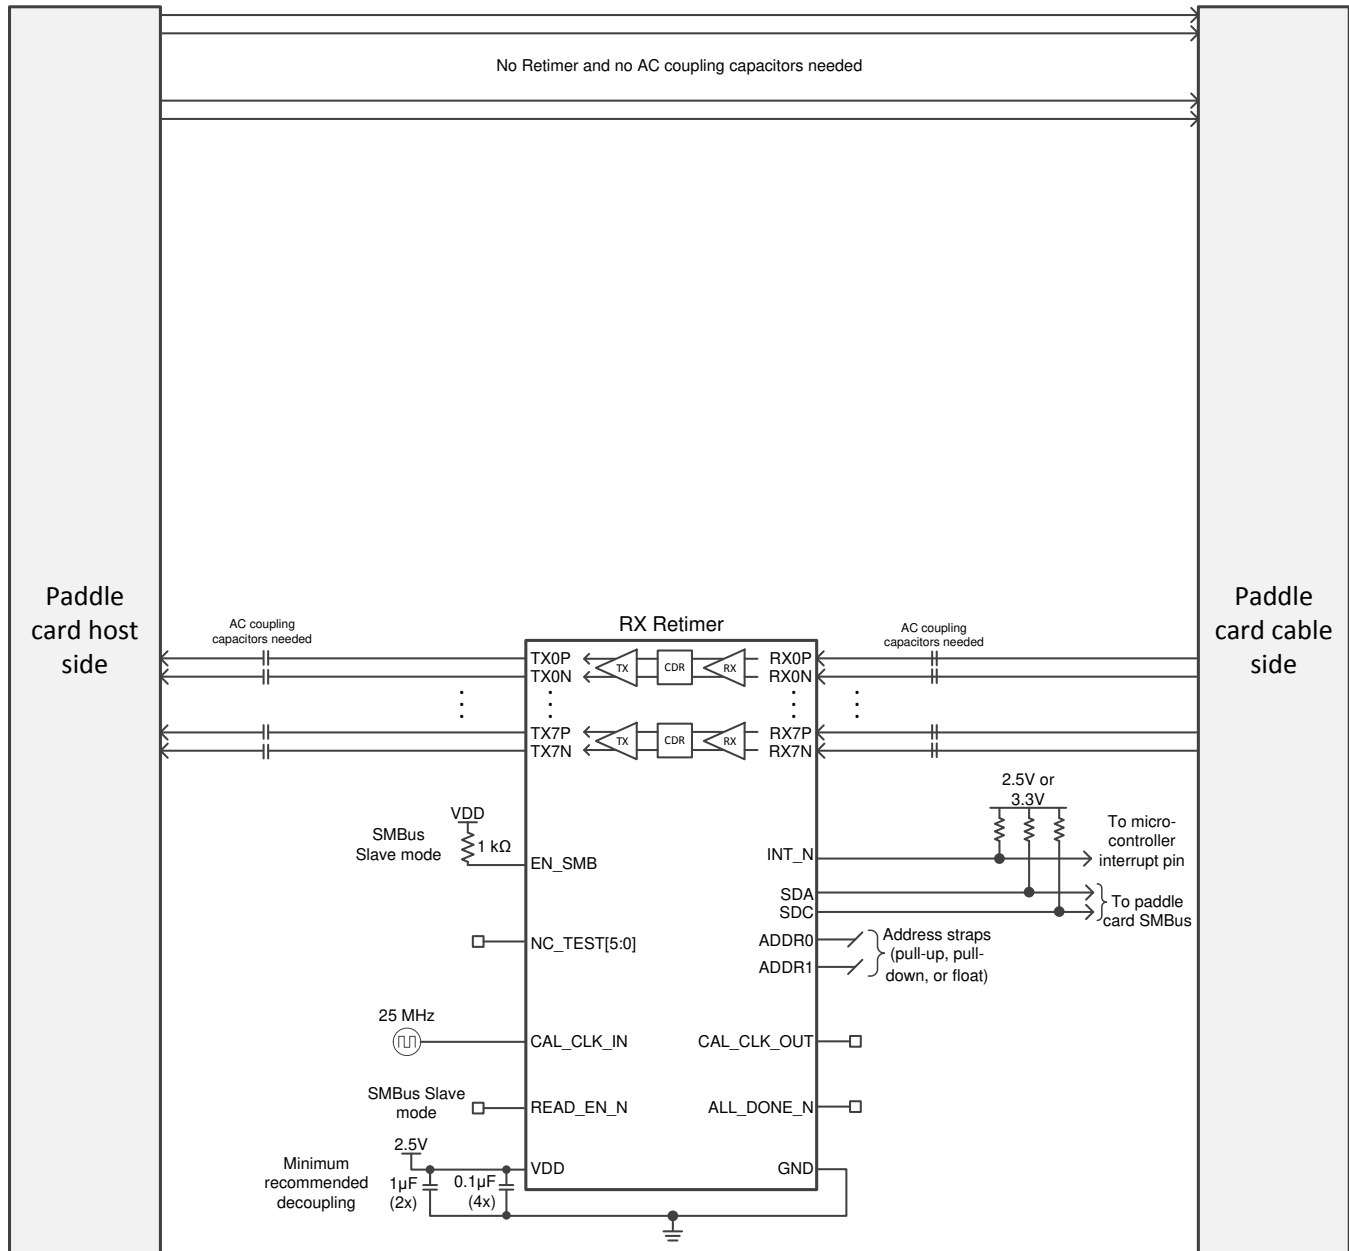 No Retimer and no AC coupling capacitors needed
Paddle
card host
side
Paddle
card cable
side
AC coupling
capacitors needed
RX Retimer
AC coupling
capacitors needed
TX0P
TX0N
TX
CDR
RX
RX0P
RX0N
TX7P
TX7N
TX
CDR
RX
RX7P
RX7N
VDD
SMBus
Slave mode
1 kΩ
EN_SMB
2.5V or
3.3V
INT_N
To micro-
controller
interrupt pin
SDA
SDC
To paddle
card SMBus
NC_TEST[5:0]
ADDR0
ADDR1
Address straps
(pull-up, pull-
down, or float)
25 MHz
CAL_CLK_IN
CAL_CLK_OUT
SMBus Slave
mode
READ_EN_N
ALL_DONE_N
2.5V
VDD
GND
Minimum
recommended
decoupling
1µF
(2x)
0.1µF
(4x)